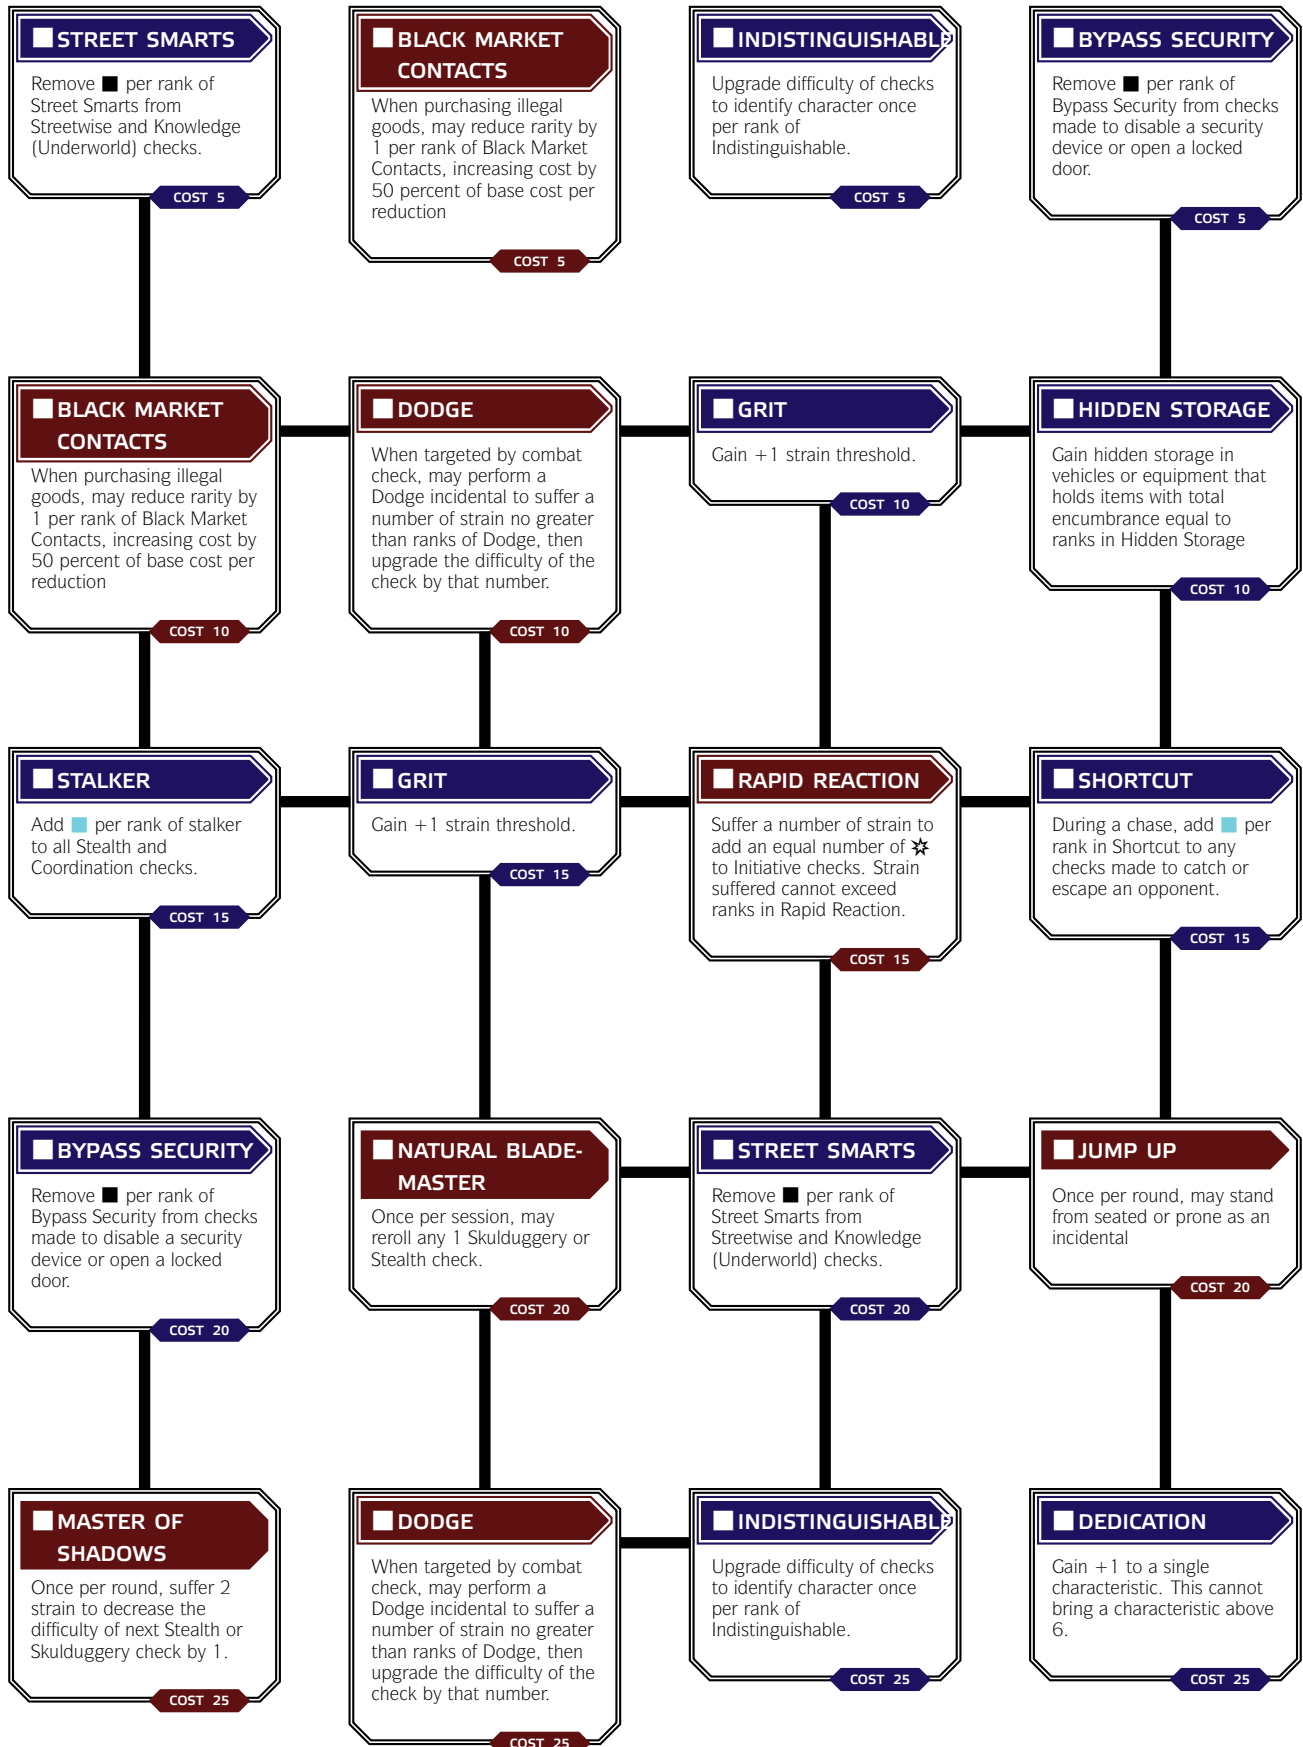 STREET SMARTS
Remove per rank of
Street Smarts from
Streetwise and Knowledge
(Underworld) checks.
COST 5
BLACK MARKET
CONTACTS
When purchasing illegal
goods, may reduce rarity by
1 per rank of Black Market
Contacts, increasing cost by
50 percent of base cost per
reduction
COST 5
INDISTINGUISHABLE
Upgrade difficulty of checks
to identify character once
per rank of
Indistinguishable.
COST 5
BYPASS SECURITY
Remove per rank of
Bypass Security from checks
made to disable a security
device or open a locked
door.
COST 5
BLACK MARKET
CONTACTS
When purchasing illegal
goods, may reduce rarity by
1 per rank of Black Market
Contacts, increasing cost by
50 percent of base cost per
reduction
COST 10
DODGE
When targeted by combat
check, may perform a
Dodge incidental to suffer a
number of strain no greater
than ranks of Dodge, then
upgrade the difficulty of the
check by that number.
COST 10
GRIT
Gain +1 strain threshold.
COST 10
HIDDEN STORAGE
Gain hidden storage in
vehicles or equipment that
holds items with total
encumbrance equal to
ranks in Hidden Storage
COST 10
STALKER
Add per rank of stalker
to all Stealth and
Coordination checks.
COST 15
GRIT
Gain +1 strain threshold.
COST 15
RAPID REACTION
Suffer a number of strain to
add an equal number of
to Initiative checks. Strain
suffered cannot exceed
ranks in Rapid Reaction.
COST 15
SHORTCUT
During a chase, add per
rank in Shortcut to any
checks made to catch or
escape an opponent.
COST 15
BYPASS SECURITY
Remove per rank of
Bypass Security from checks
made to disable a security
device or open a locked
door.
COST 20
NATURAL BLADE-
MASTER
Once per session, may
reroll any 1 Skulduggery or
Stealth check.
COST 20
STREET SMARTS
Remove per rank of
Street Smarts from
Streetwise and Knowledge
(Underworld) checks.
COST 20
JUMP UP
Once per round, may stand
from seated or prone as an
incidental
COST 20
MASTER OF
SHADOWS
Once per round, suffer 2
strain to decrease the
difficulty of next Stealth or
Skulduggery check by 1.
COST 25
DODGE
When targeted by combat
check, may perform a
Dodge incidental to suffer a
number of strain no greater
than ranks of Dodge, then
upgrade the difficulty of the
check by that number.
COST 25
INDISTINGUISHABLE
Upgrade difficulty of checks
to identify character once
per rank of
Indistinguishable.
COST 25
DEDICATION
Gain +1 to a single
characteristic. This cannot
bring a characteristic above
6.
COST 25